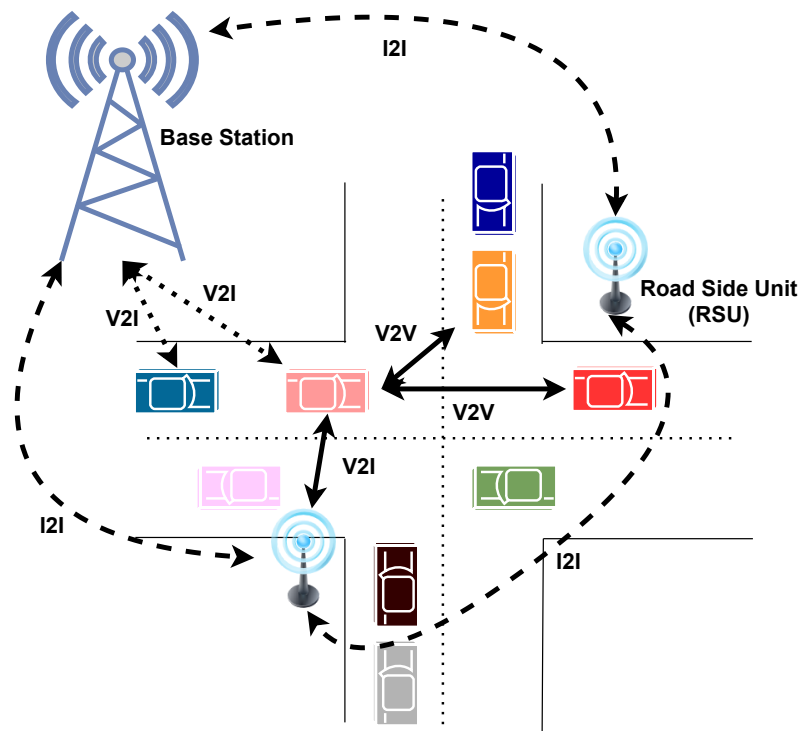 I2I
Base Station
Road Side Unit
(RSU)
V2I
V2I
V2V
V2V
V2I
I2I
I2I